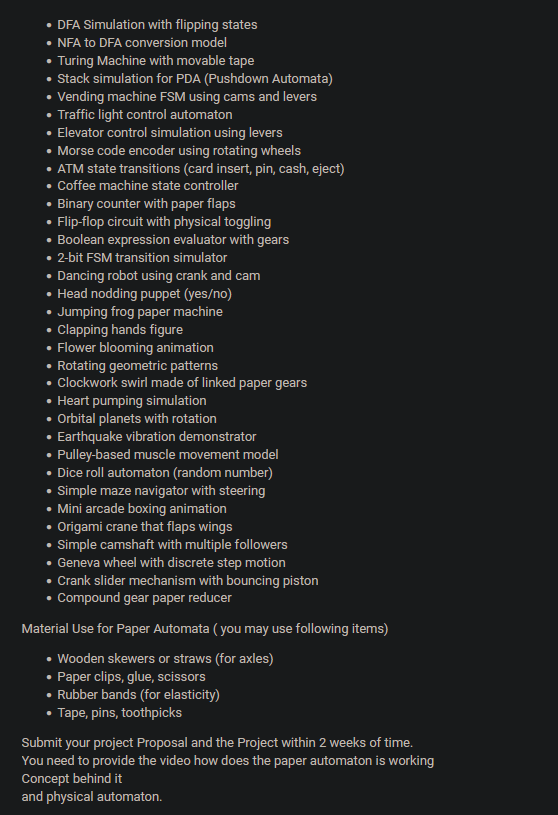 • DFA Simulation with flipping states
• NFA to DFA conversion model
• Turing Machine with movable tape
• Stack simulation for PDA (Pushdown Automata)
• Vending machine FSM using cams and levers
• Traffic light control automaton
• Elevator control simulation using levers
• Morse code encoder using rotating wheels
• ATM state transitions (card insert, pin, cash, eject)
• Coffee machine state controller
• Binary counter with paper flaps
• Flip-flop circuit with physical toggling
• Boolean expression evaluator with gears
• 2-bit FSM transition simulator
• Dancing robot using crank and cam
• Head nodding puppet (yes/no)
• Jumping frog paper machine
• Clapping hands figure
• Flower blooming animation
• Rotating geometric patterns
• Clockwork swirl made of linked paper gears
• Heart pumping simulation
• Orbital planets with rotation
• Earthquake vibration demonstrator
• Pulley-based muscle movement model
• Dice roll automaton (random number)
• Simple maze navigator with steering
• Mini arcade boxing animation
• Origami crane that flaps wings
• Simple camshaft with multiple followers
• Geneva wheel with discrete step motion
• Crank slider mechanism with bouncing piston
• Compound gear paper reducer
Material Use for Paper Automata ( you may use following items)
• Wooden skewers or straws (for axles)
• Paper clips, glue, scissors
• Rubber bands (for elasticity)
• Tape, pins, toothpicks
Submit your project Proposal and the Project within 2 weeks of time.
You need to provide the video how does the paper automaton is working
Concept behind it
and physical automaton.